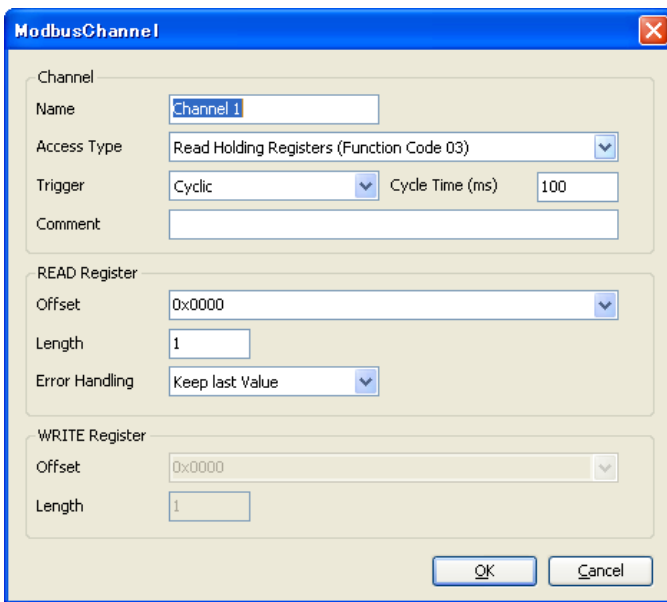 ModbusChannel
Channel
Name Channel 1
Access Type Read Holding Registers (Function Code 03)
Trigger Cyclic Cycle Time (ms) 100
Comment
READ Register
Offset 0x0000
Length 1
Error Handling Keep last Value
WRITE Register
Offset 0x0000
Length 1
OK Cancel